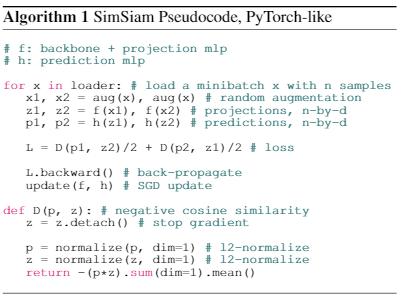 Algorithm 1 SimSiam Pseudocode, PyTorch-like
# f: backbone + projection mlp
# h: prediction mlp
for x in loader: # load a minibatch x with n samples
x1, x2 = aug(x), aug(x) # random augmentation
z1, z2 = f(x1), f(x2) # projections, n-by-d
p1, p2 = h(z1), h(z2) # predictions, n-by-d
L = D(p1, z2)/2 + D(p2, z1)/2 # loss
L.backward() # back-propagate
update(f, h) # SGD update
def D(p, z): # negative cosine similarity
z = z.detach() # stop gradient
p = normalize(p, dim=1) # l2-normalize
z = normalize(z, dim=1) # l2-normalize
return -(p*z).sum(dim=1).mean()